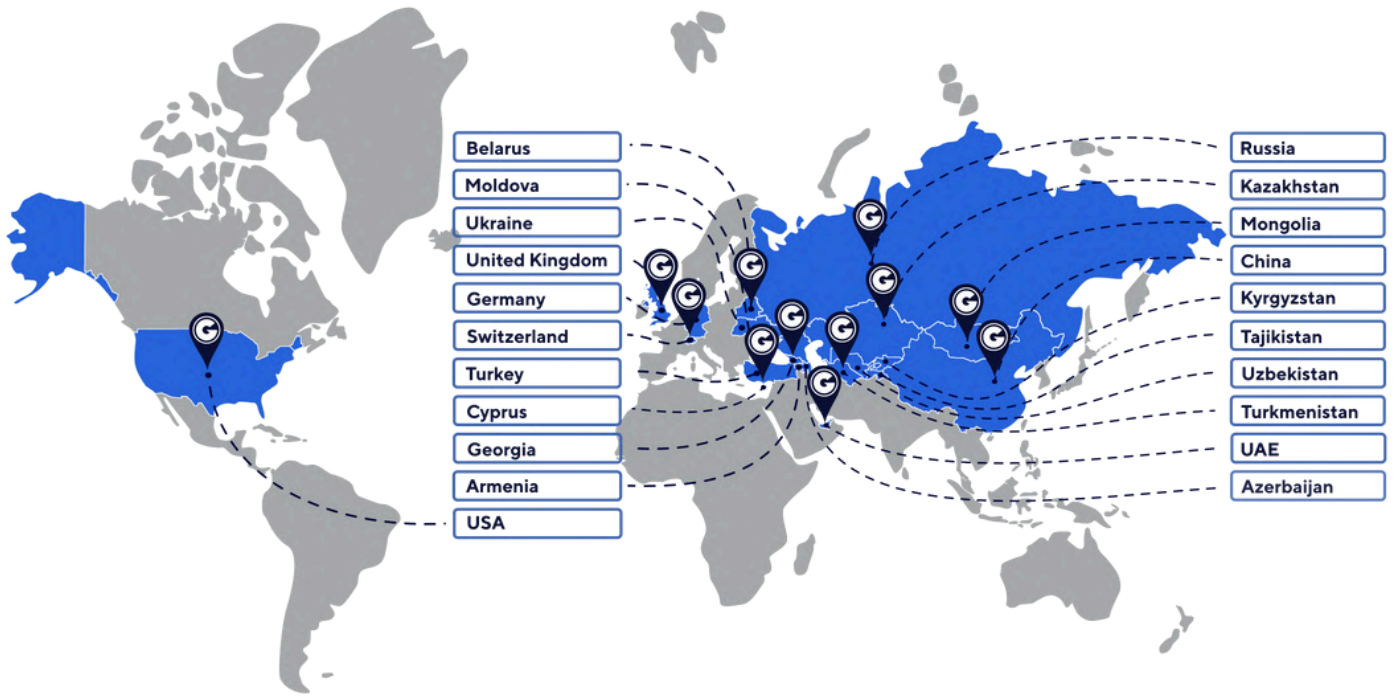 Belarus
Moldova
Ukraine
United Kingdom
Germany
Switzerland
Turkey
Cyprus
Georgia
Armenia
USA
Russia
Kazakhstan
Mongolia
China
Kyrgyzstan
Tajikistan
Uzbekistan
Turkmenistan
UAE
Azerbaijan